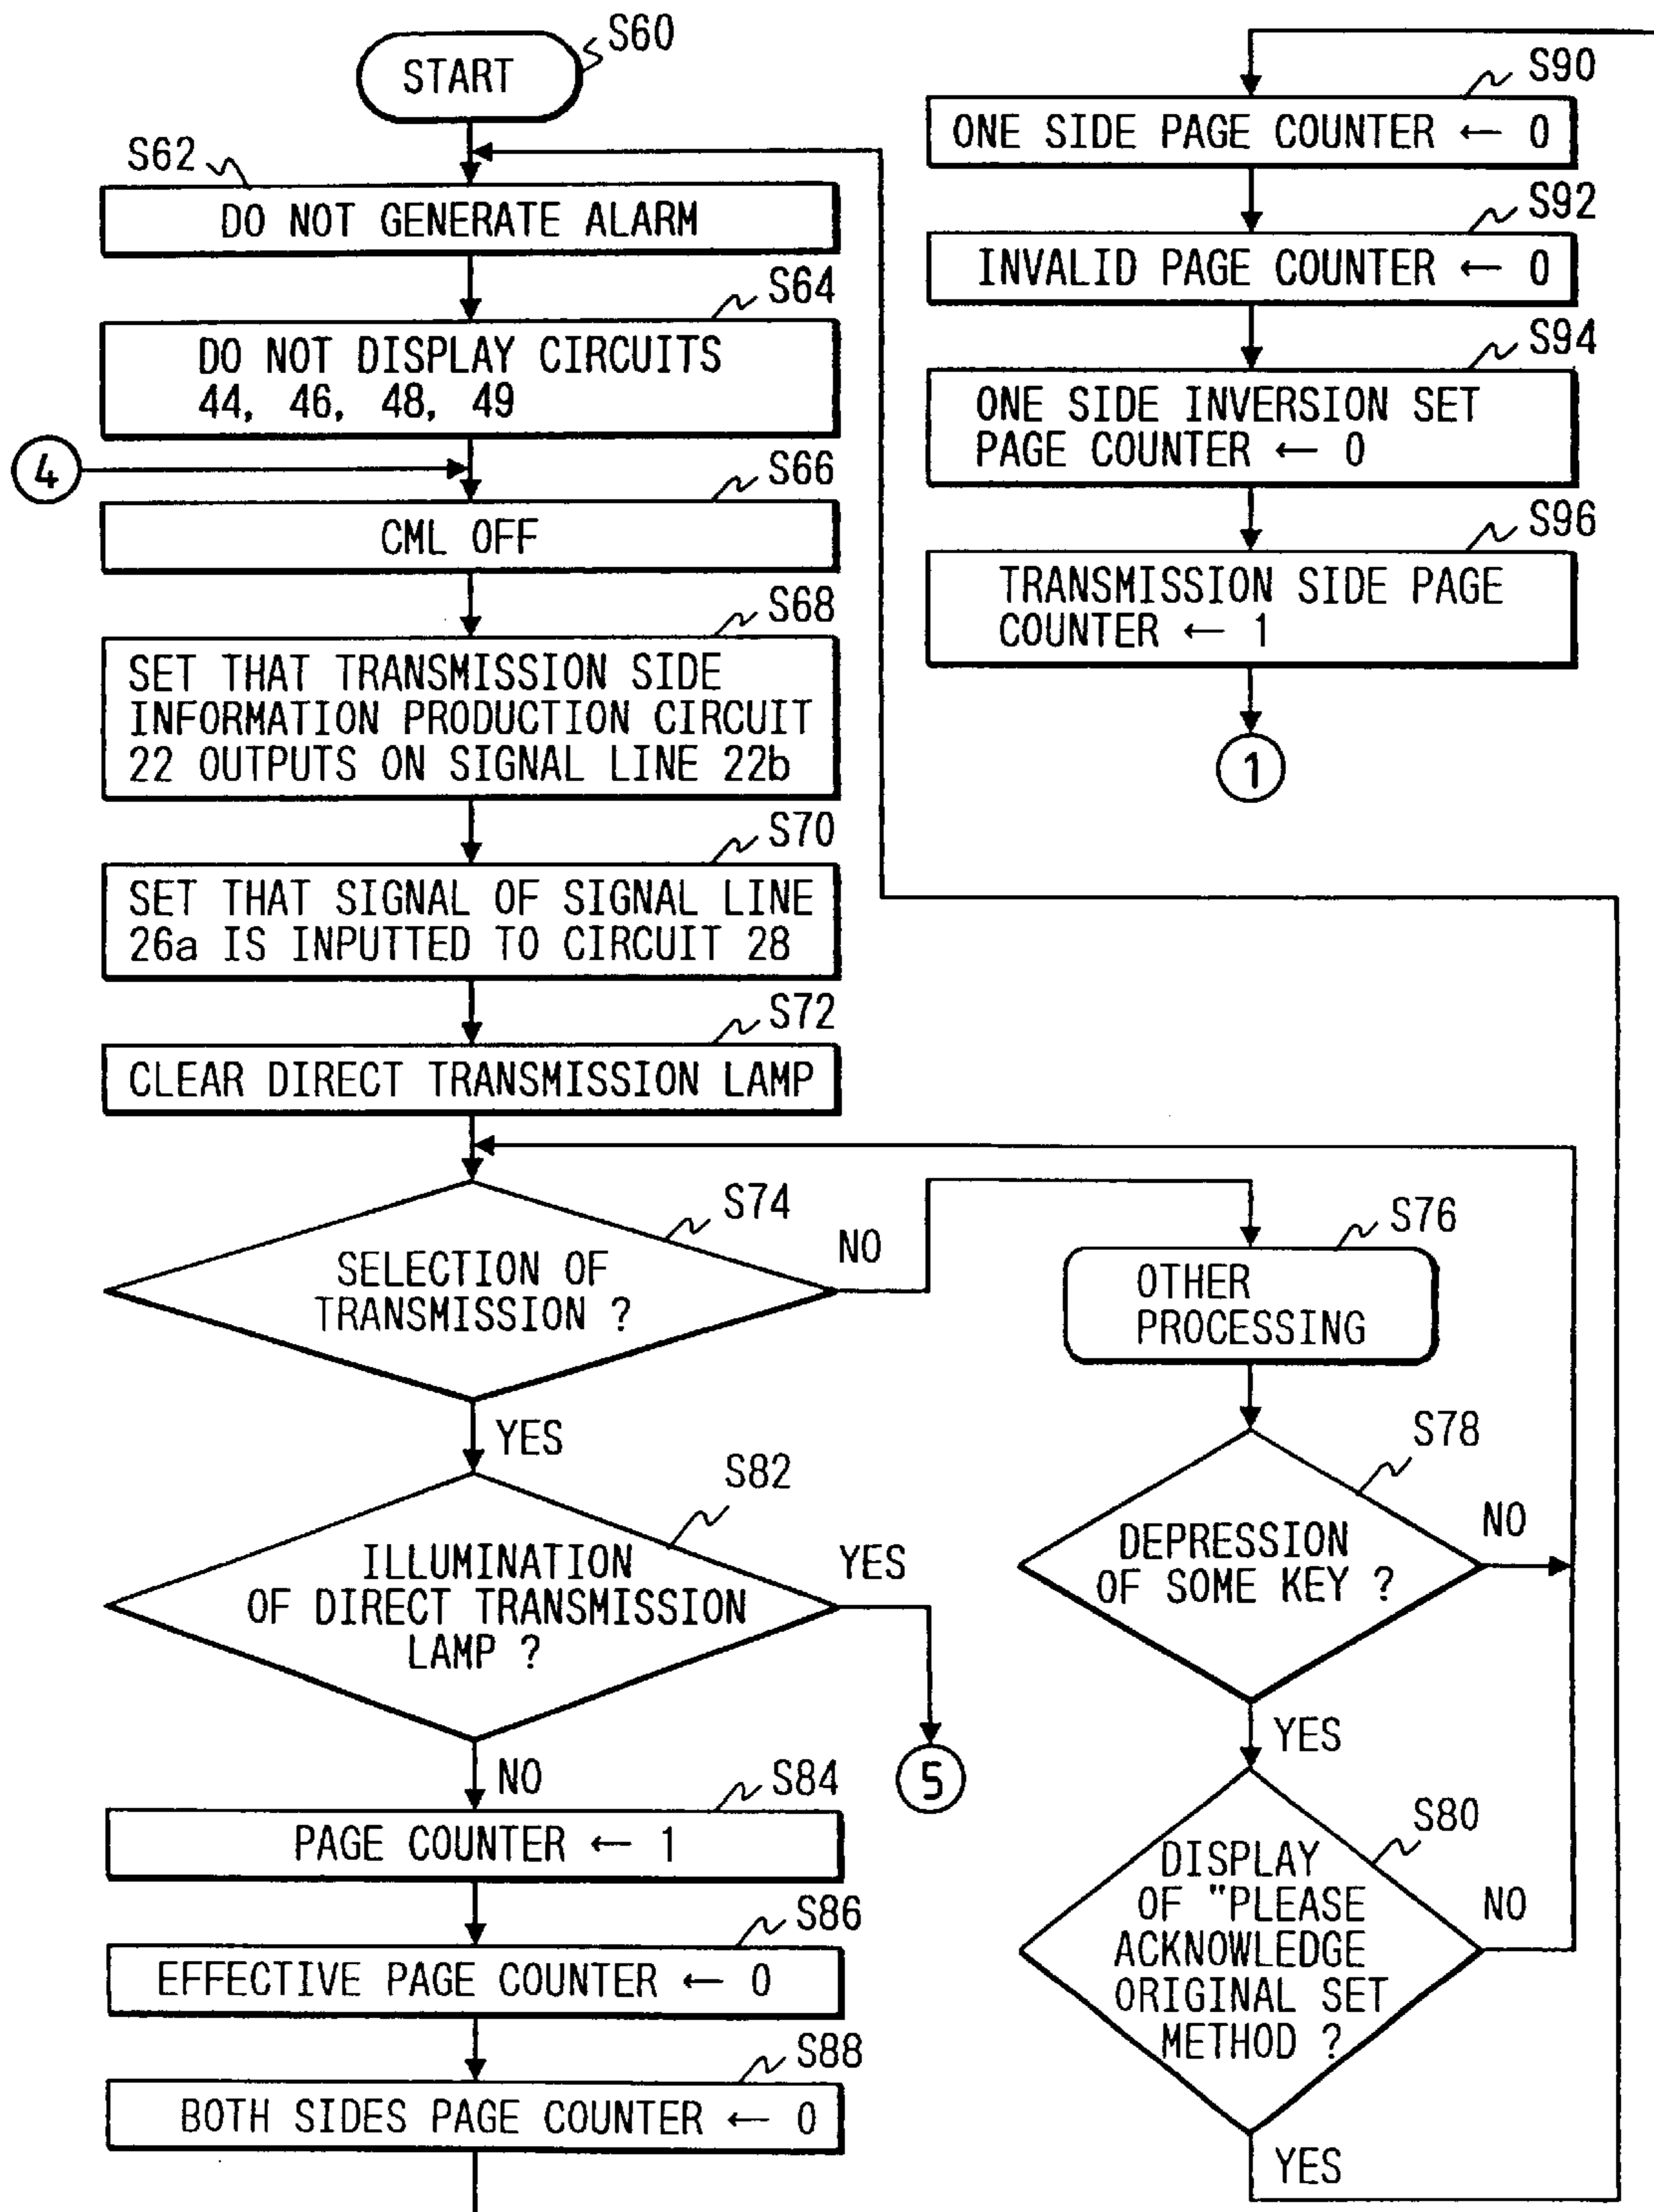 S60
START
S62
DO NOT GENERATE ALARM
S64
DO NOT DISPLAY CIRCUITS
44, 46, 48, 49
4
S66
CML OFF
S68
SET THAT TRANSMISSION SIDE
INFORMATION PRODUCTION CIRCUIT
22 OUTPUTS ON SIGNAL LINE 22b
S70
SET THAT SIGNAL OF SIGNAL LINE
26a IS INPUTTED TO CIRCUIT 28
S72
CLEAR DIRECT TRANSMISSION LAMP
S74
SELECTION OF
TRANSMISSION ?
NO
YES
S76
OTHER
PROCESSING
S78
DEPRESSION
OF SOME KEY ?
NO
YES
S80
DISPLAY
OF "PLEASE
ACKNOWLEDGE
ORIGINAL SET
METHOD ?
NO
YES
S82
ILLUMINATION
OF DIRECT TRANSMISSION
LAMP ?
YES
5
NO
S84
PAGE COUNTER ← 1
S86
EFFECTIVE PAGE COUNTER ← 0
S88
BOTH SIDES PAGE COUNTER ← 0
S90
ONE SIDE PAGE COUNTER ← 0
S92
INVALID PAGE COUNTER ← 0
S94
ONE SIDE INVERSION SET
PAGE COUNTER ← 0
S96
TRANSMISSION SIDE PAGE
COUNTER ← 1
1